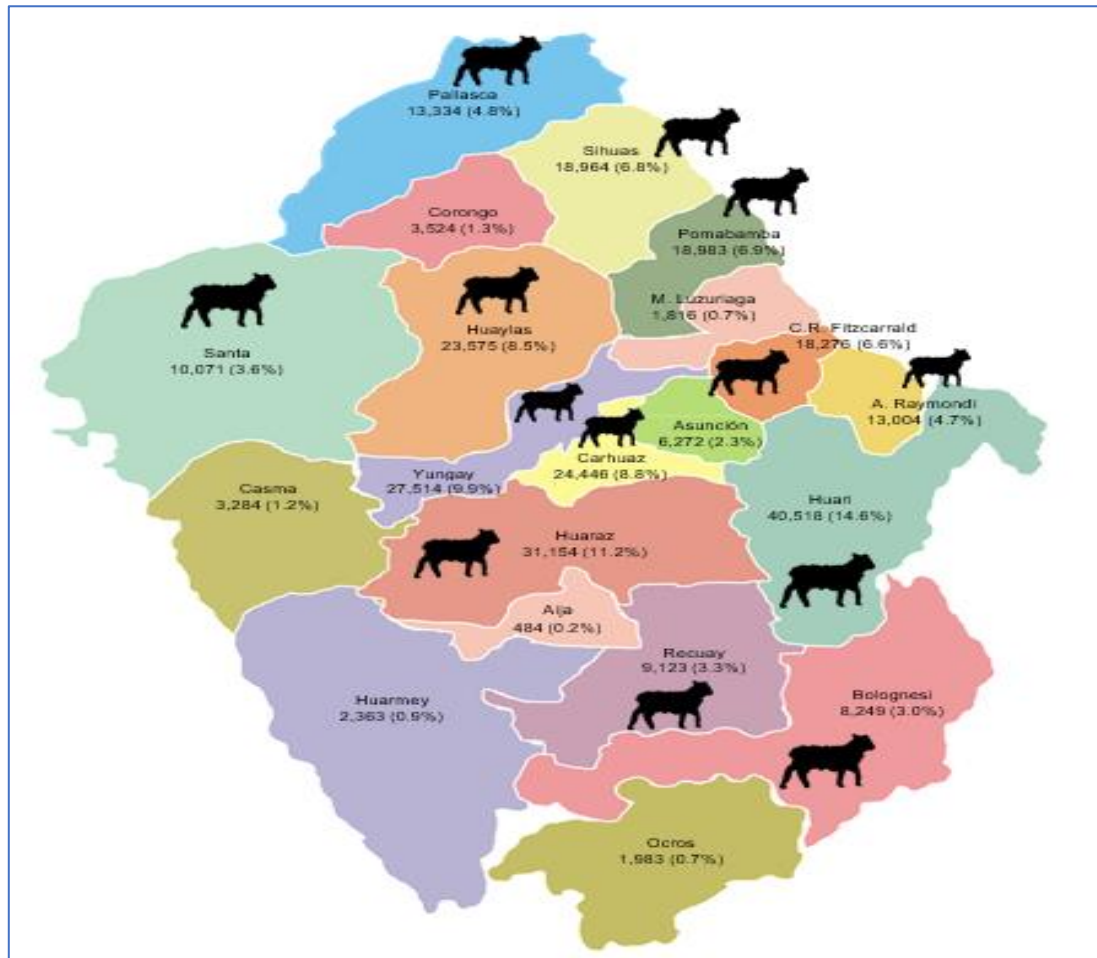 Pallasca
13,334 (4.8%)
Sihuas
18,964 (6.8%)
Corongo
3,524 (1.3%)
Pomabamba
18,983 (6.9%)
M. Luzuriaga
1,816 (0.7%)
Huaylas
23,575 (8.5%)
C.R. Fitzcarrald
18,276 (6.6%)
Santa
10,071 (3.6%)
A. Raymondi
13,004 (4.7%)
Asunción
6,272 (2.3%)
Carhuaz
24,446 (8.8%)
Yungay
27,514 (9.9%)
Casma
3,284 (1.2%)
Huari
40,518 (14.6%)
Huaraz
31,154 (11.2%)
Aija
484 (0.2%)
Recuay
9,123 (3.3%)
Huarmey
2,363 (0.9%)
Bolognesi
8,249 (3.0%)
Ocros
1,983 (0.7%)